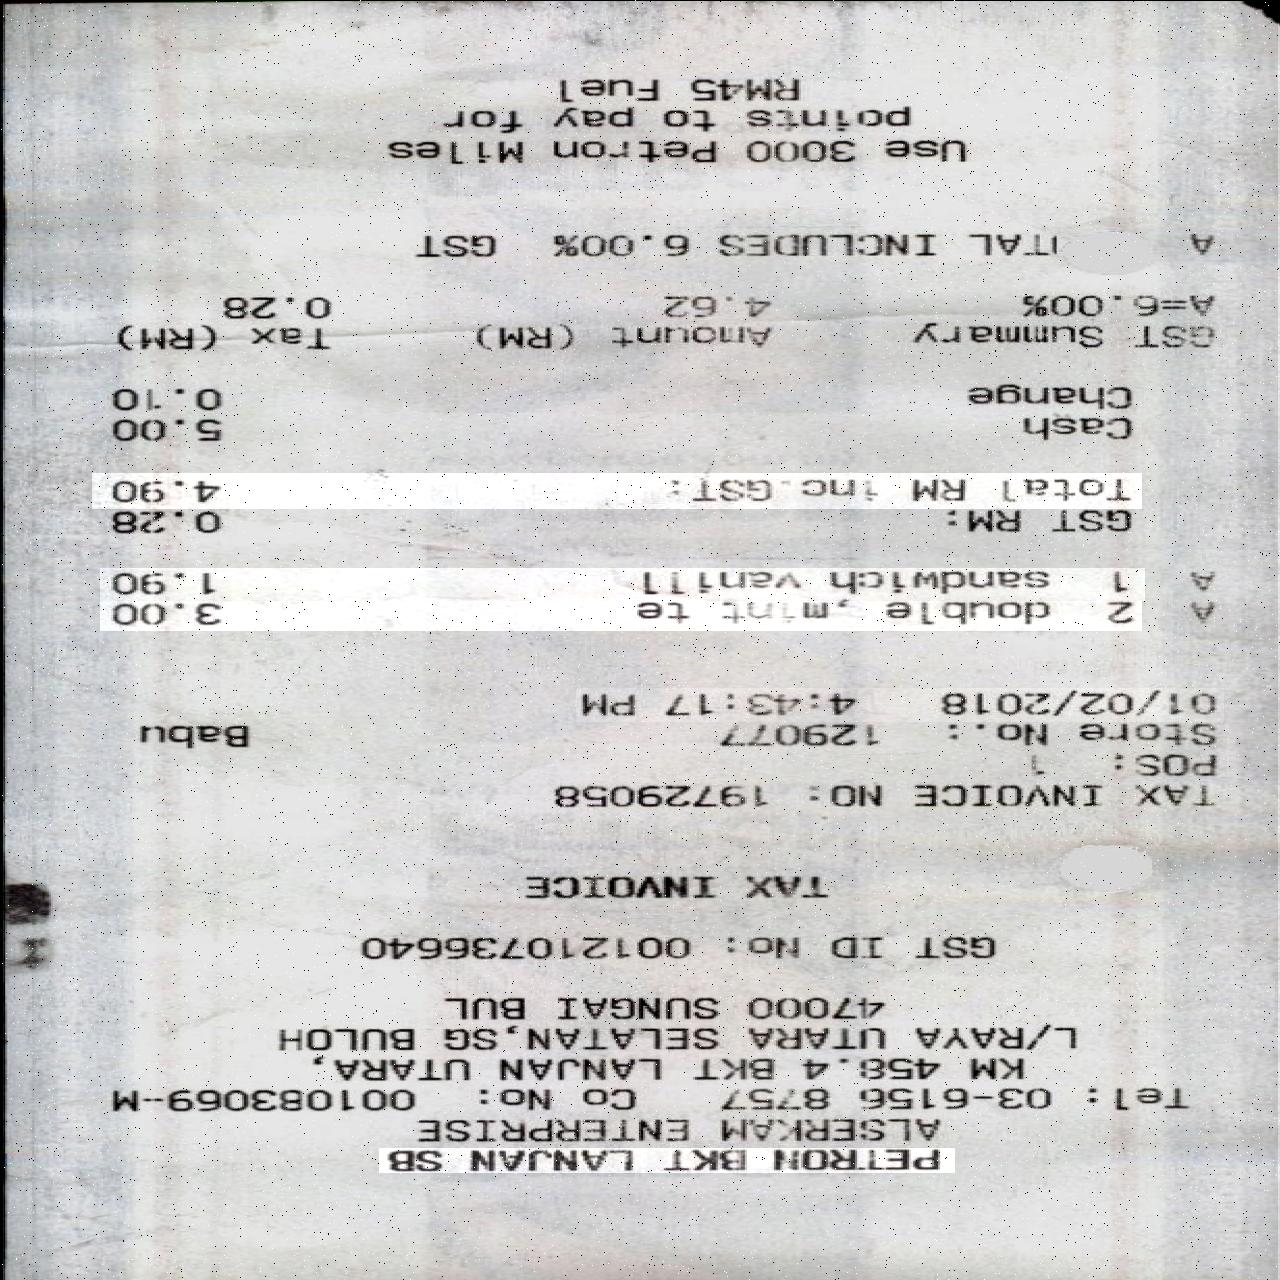 PETRON BKT LANJAN SB
ALSERKAM ENTERPRISE
Tel: 03-6156 8757 Co No: 001083069-M
KM 458.4 BKT LANJAN UTARA,
L/RAYA UTARA SELATAN,SG BULOH
47000 SUNGAI BUL
GST ID No: 001210736640
TAX INVOICE
TAX INVOICE NO: 19729058
POS: 1
Store No.: 129077 Babu
01/02/2018 4:43:17 PM
A 2 double ,mint te 3.00
A 1 sandwich vanill 1.90
GST RM: 0.28
Total RM inc.GST: 4.90
Cash 5.00
Change 0.10
GST Summary Amount (RM) Tax (RM)
A=6.00% 4.62 0.28
A INCLUDES 6.00% GST
Use 3000 Petron Miles
points to pay for
RM45 Fuel